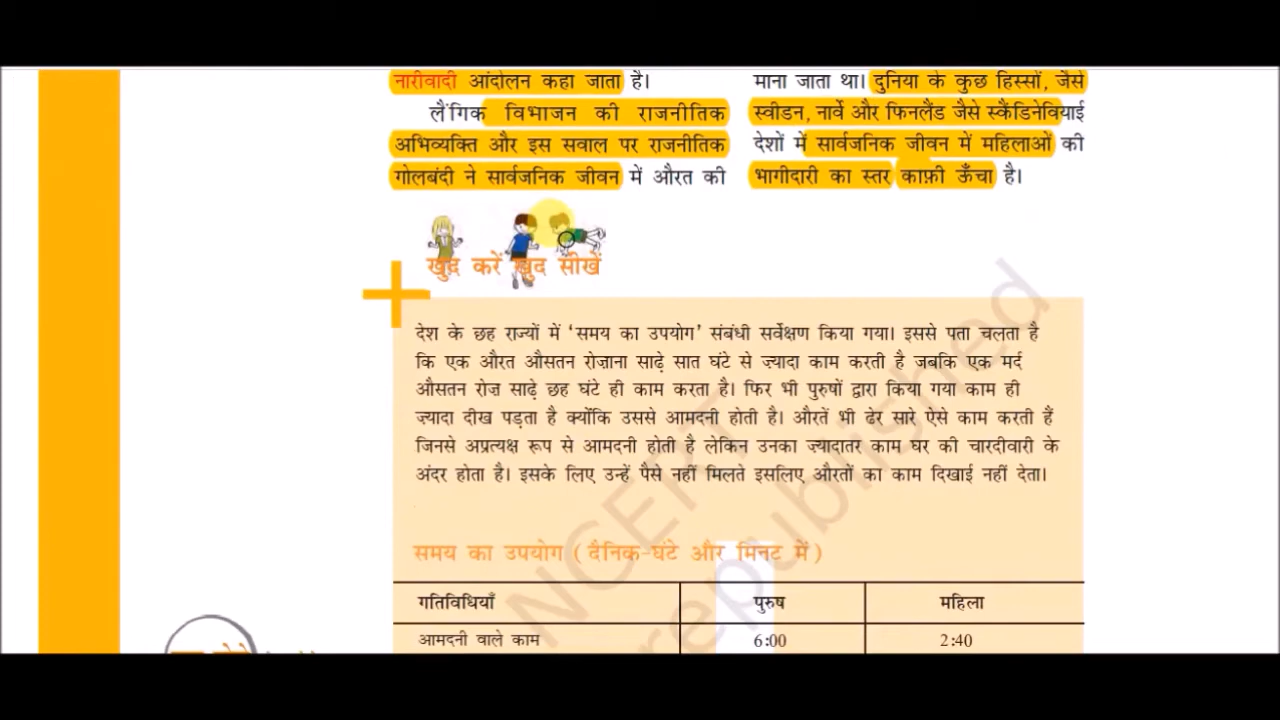 नारीवादी आंदोलन कहा जाता है।
लैंगिक विभाजन की राजनीतिक
अभिव्यक्ति और इस सवाल पर राजनीतिक
गोलबंदी ने सार्वजनिक जीवन में औरत की
माना जाता था। दुनिया के कुछ हिस्सों, जैसे
स्वीडन, नार्वे और फिनलैंड जैसे स्कैंडिनेवियाई
देशों में सार्वजनिक जीवन में महिलाओं की
भागीदारी का स्तर काफ़ी ऊँचा है।
खुद करें खुद सीखें
देश के छह राज्यों में ‘समय का उपयोग’ संबंधी सर्वेक्षण किया गया। इससे पता चलता है
कि एक औरत औसतन रोज़ाना साढ़े सात घंटे से ज़्यादा काम करती है जबकि एक मर्द
औसतन रोज़ साढ़े छह घंटे ही काम करता है। फिर भी पुरुषों द्वारा किया गया काम ही
ज़्यादा दीख पड़ता है क्योंकि उससे आमदनी होती है। औरतें भी ढेर सारे ऐसे काम करती हैं
जिनसे अप्रत्यक्ष रूप से आमदनी होती है लेकिन उनका ज़्यादातर काम घर की चारदीवारी के
अंदर होता है। इसके लिए उन्हें पैसे नहीं मिलते इसलिए औरतों का काम दिखाई नहीं देता।
समय का उपयोग (दैनिक-घंटे और मिनट में)
गतिविधियाँ पुरुष महिला
आमदनी वाले काम 6:00 2:40
NCERT
republished